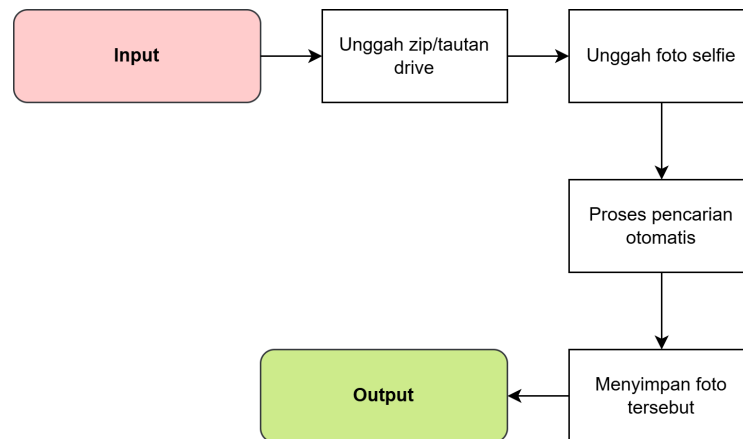 Input
Unggah zip/tautan
drive
Unggah foto selfie
Proses pencarian
otomatis
Menyimpan foto
tersebut
Output